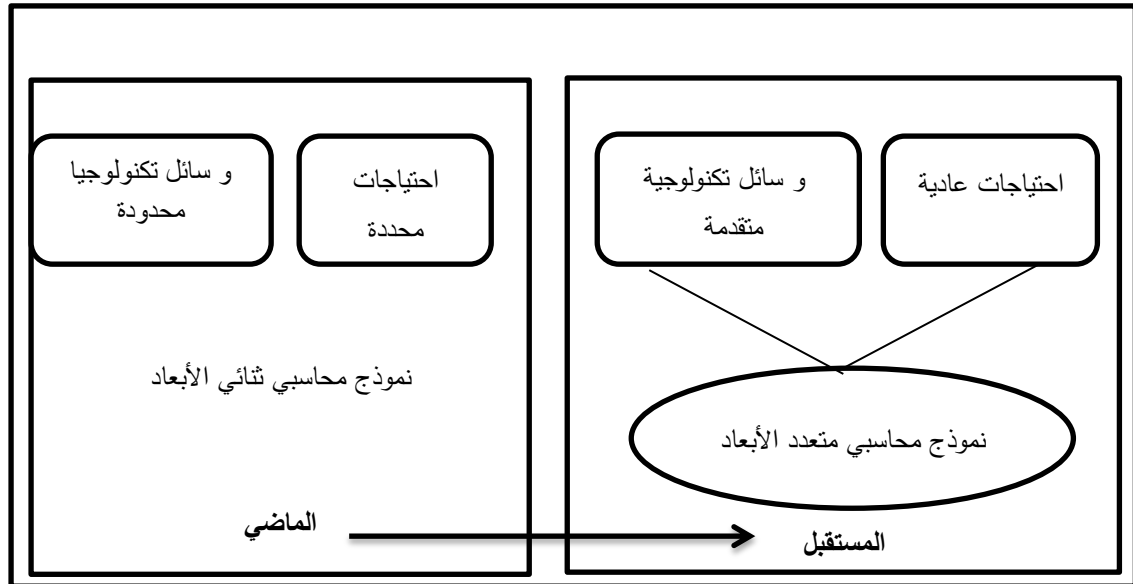 احتياجات عادية
و سائل تكنولوجية
متقدمة
نموذج محاسبي متعدد الأبعاد
المستقبل
احتياجات
محددة
و سائل تكنولوجيا
محدودة
نموذج محاسبي ثنائي الأبعاد
الماضي